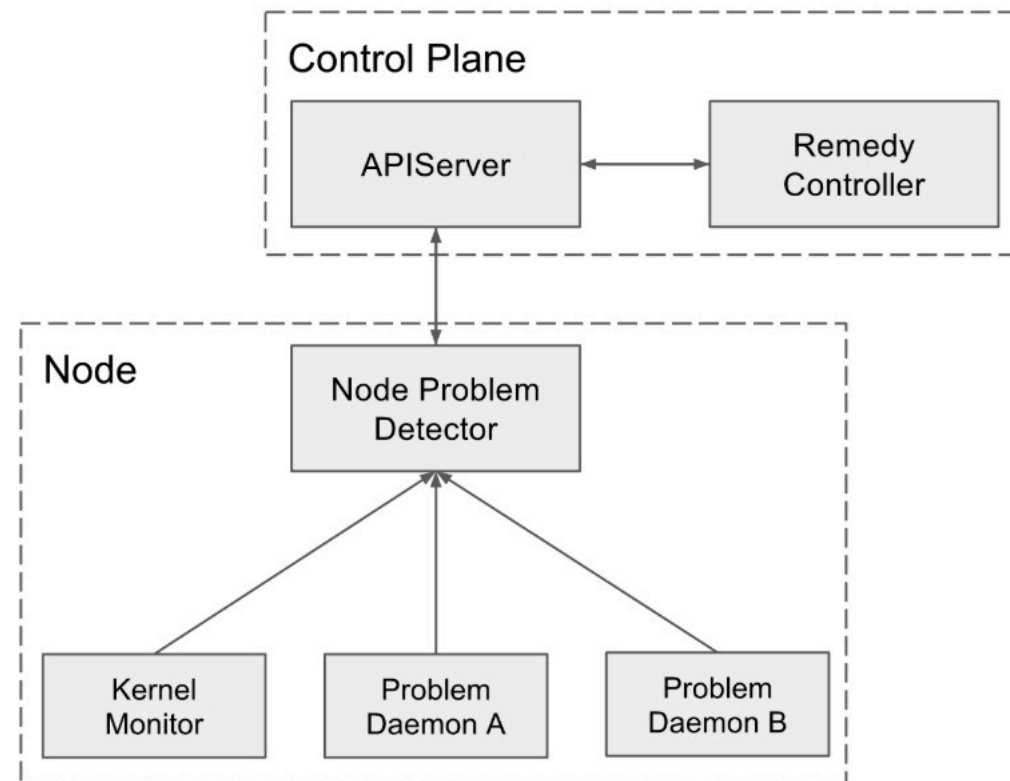 Control Plane
APIServer
Remedy
Controller
Node
Node Problem
Detector
Kernel
Monitor
Problem
Daemon A
Problem
Daemon B